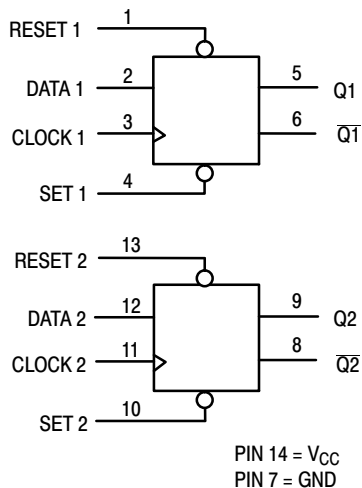 RESET 1 1
DATA 1 2 5 Q1
CLOCK 1 3 6 Q1
SET 1 4
RESET 2 13
DATA 2 12 9 Q2
CLOCK 2 11 8 Q2
SET 2 10
PIN 14 = VCC
PIN 7 = GND